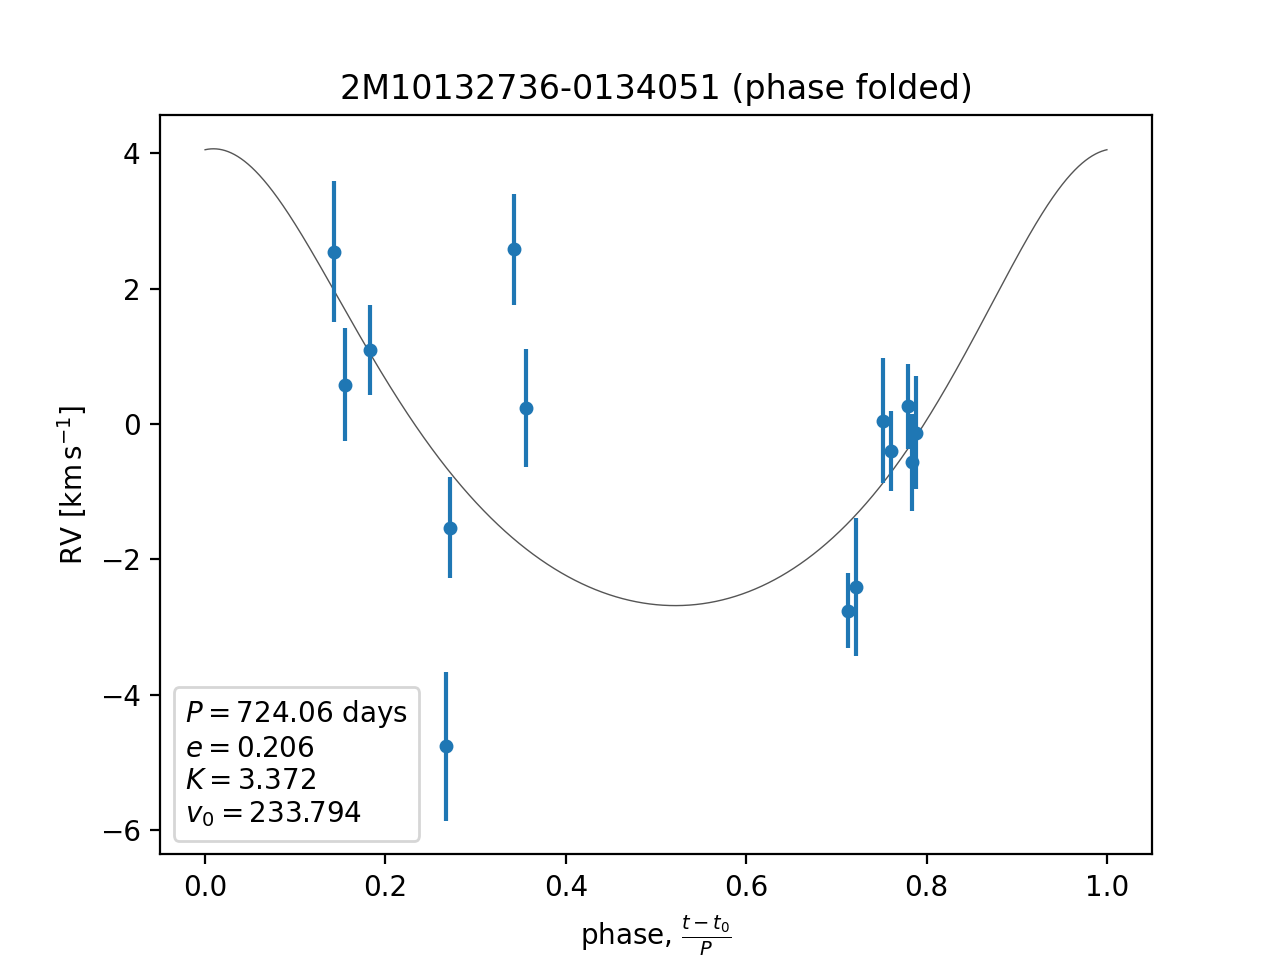 2M10132736-0134051 (phase folded)
4
2
0
−2
−4
−6
RV [km s⁻¹]
P = 724.06 days
e = 0.206
K = 3.372
v₀ = 233.794
0.0 0.2 0.4 0.6 0.8 1.0
phase, (t − t₀)/P